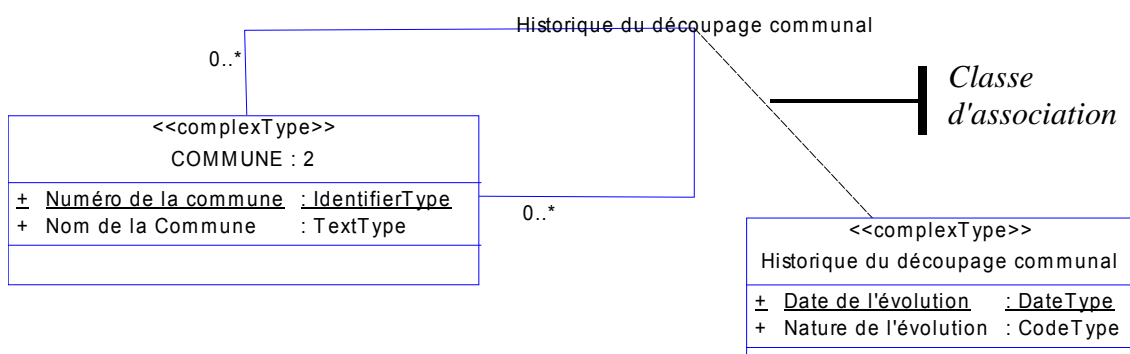 Historique du découpage communal
0..*
Classe
d'association
<<complexType>>
COMMUNE : 2
+ Numéro de la commune : IdentifierType
+ Nom de la Commune : TextType
0..*
<<complexType>>
Historique du découpage communal
+ Date de l'évolution : DateType
+ Nature de l'évolution : CodeType